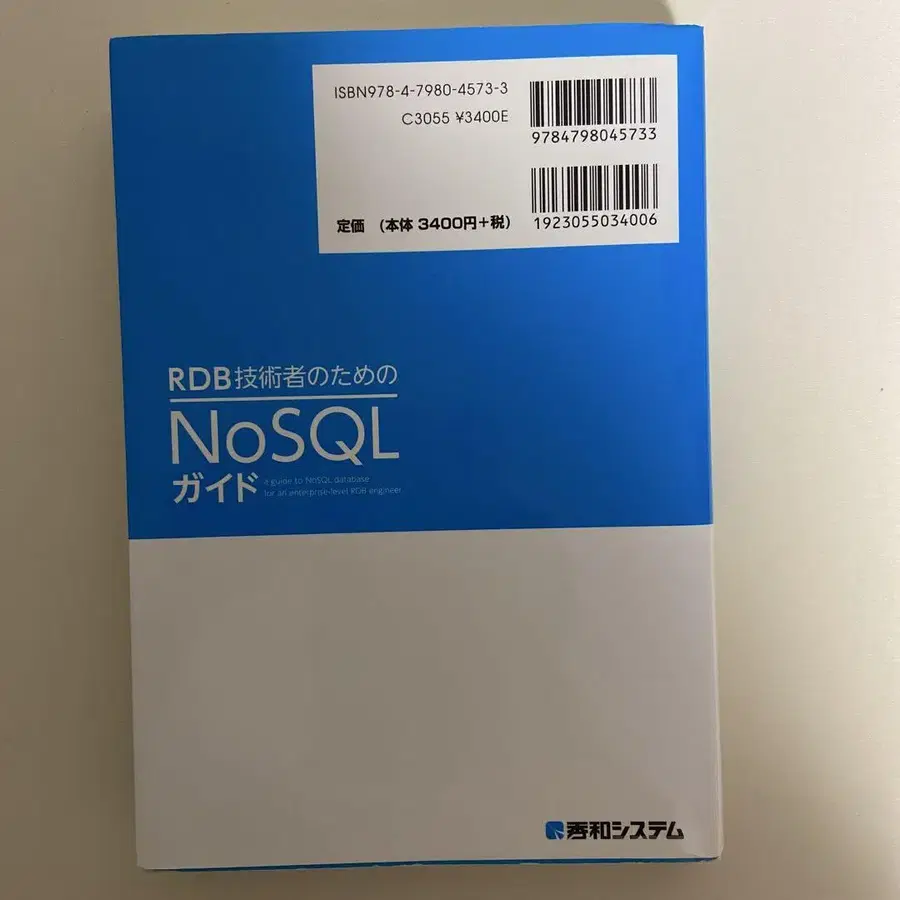 ISBN978-4-7980-4573-3
C3055 ¥3400E
9784798045733
定価 (本体 3400円+税)
1923055034006
RDB技術者のための
NoSQL
ガイド
a guide to NoSQL database
for an enterprise-level RDB engineer
秀和システム